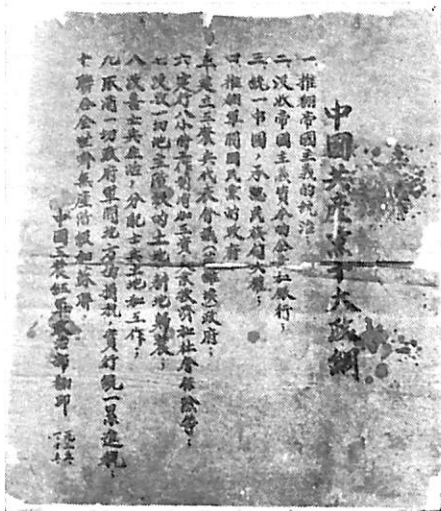 中國共產党十大政綱
一 推翻帝國主義的統治；
二 沒收帝國主義資本的企業和銀行；
三 統一中國，承認民族自決權；
四 推翻軍閥國民黨的政府；
五 建立工農兵代表會議 政府；
六 實行八小時工作制增加工資失業救濟和社會保險等；
七 沒收一切地主階級的土地耕地歸農；
八 改善士兵生活，分配士兵土地和工作；
九 取消一切政府軍閥地方的捐稅，實行統一累進稅；
十 聯合全世界無產階級和蘇聯。
中國工農紅軍政治部翻印